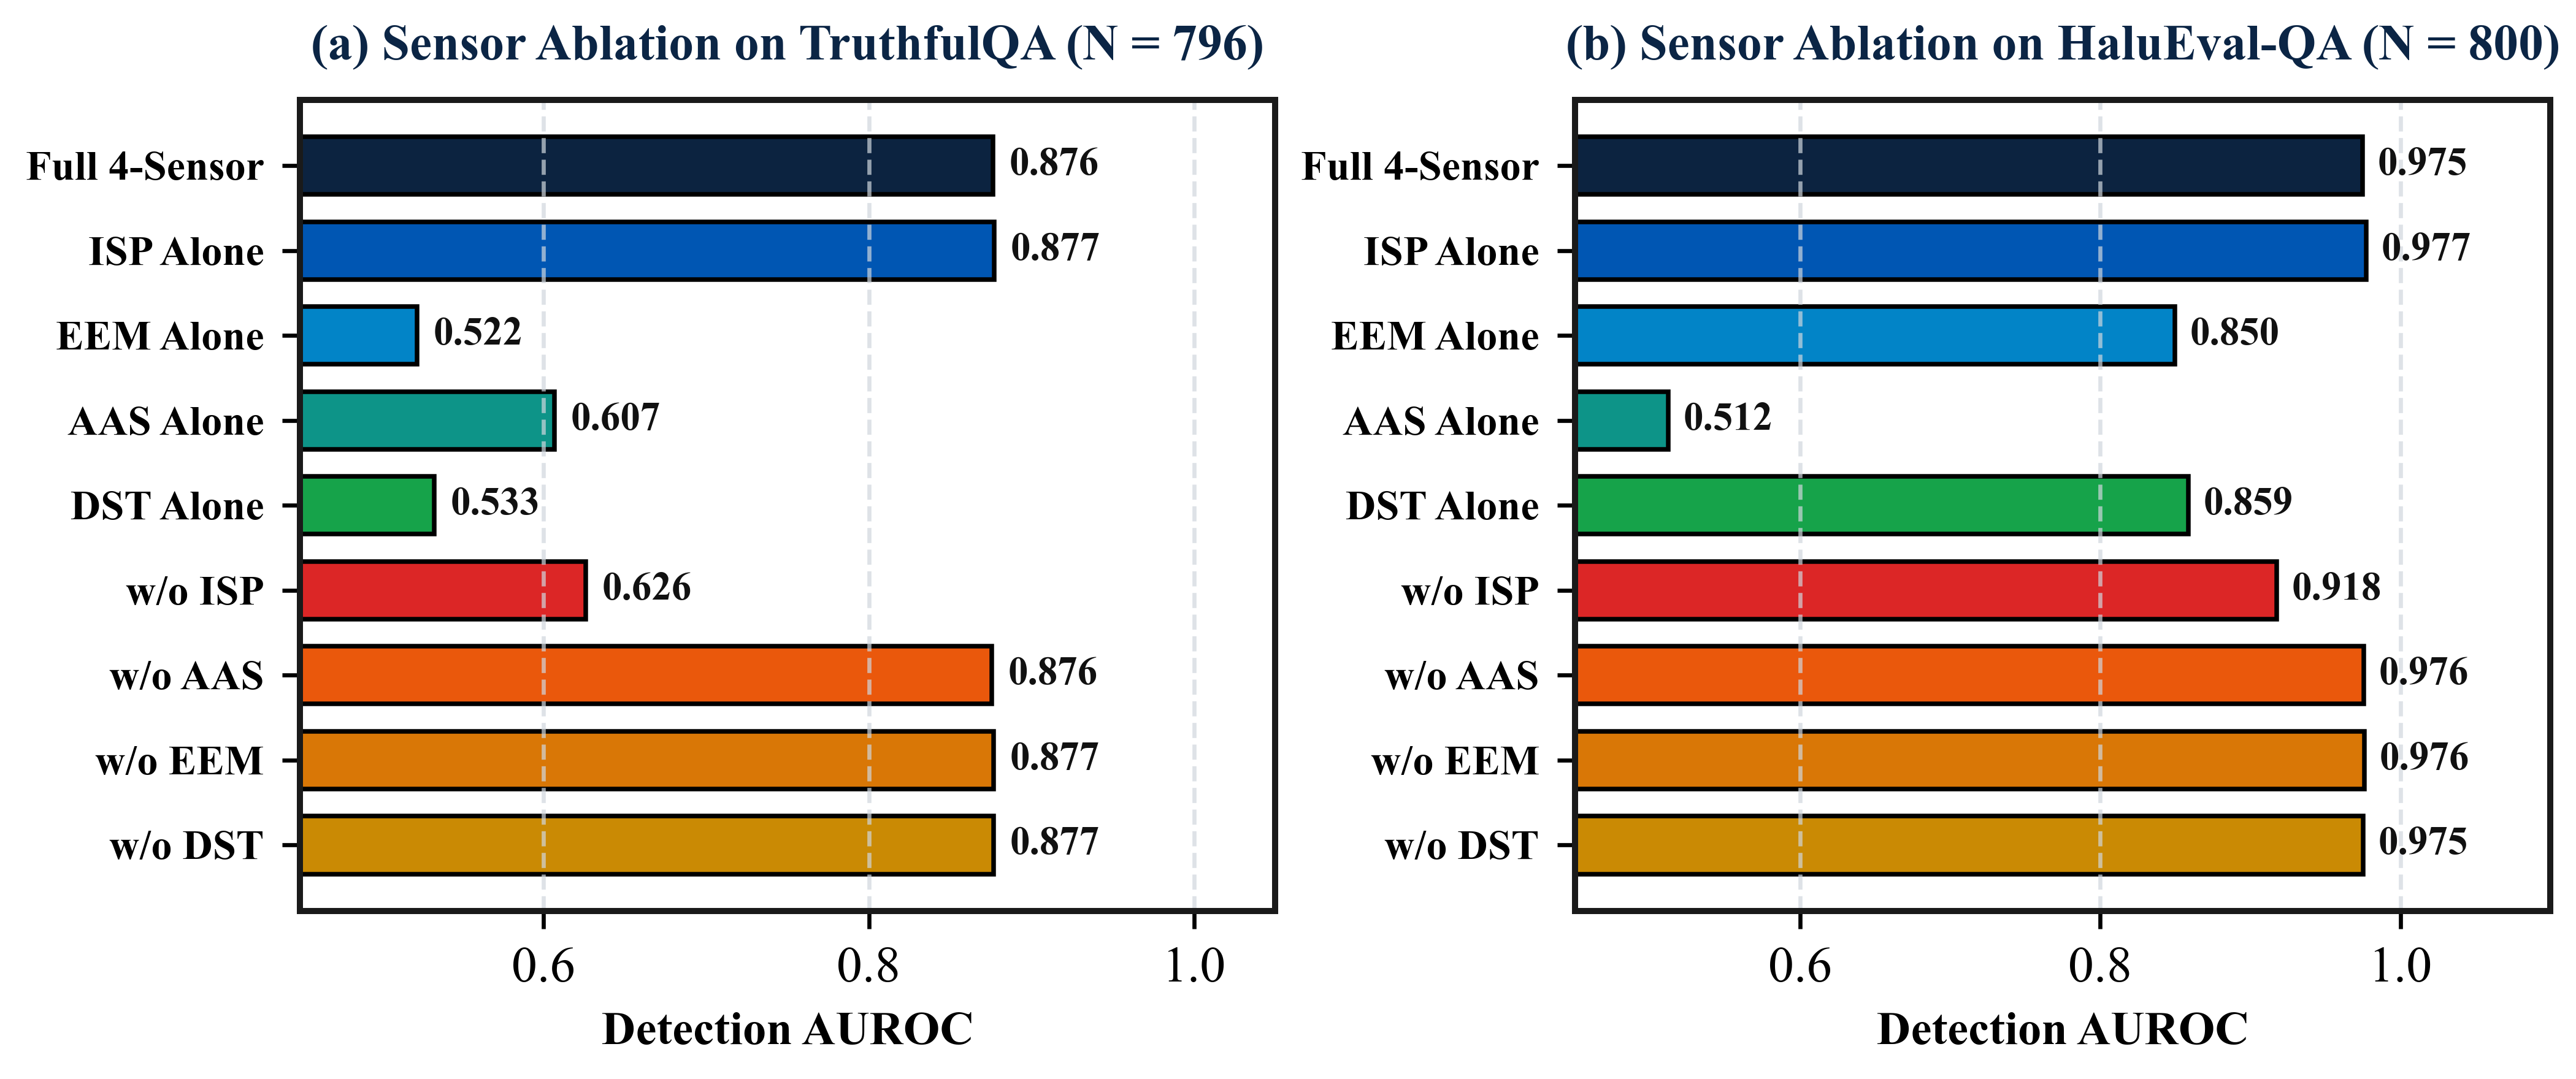 (a) Sensor Ablation on TruthfulQA (N = 796)
Full 4-Sensor
0.876
ISP Alone
0.877
EEM Alone
0.522
AAS Alone
0.607
DST Alone
0.533
w/o ISP
0.626
w/o AAS
0.876
w/o EEM
0.877
w/o DST
0.877
0.6 0.8 1.0
Detection AUROC
(b) Sensor Ablation on HaluEval-QA (N = 800)
Full 4-Sensor
0.975
ISP Alone
0.977
EEM Alone
0.850
AAS Alone
0.512
DST Alone
0.859
w/o ISP
0.918
w/o AAS
0.976
w/o EEM
0.976
w/o DST
0.975
0.6 0.8 1.0
Detection AUROC